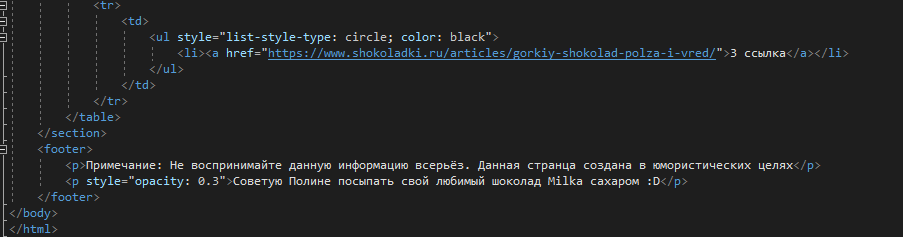 <tr>
<td>
<ul style="list-style-type: circle; color: black">
<li><a href="https://www.shokoladki.ru/articles/gorkiy-shokolad-polza-i-vred/">3 ссылка</a></li>
</ul>
</td>
</tr>
</table>
</section>
<footer>
<p>Примечание: Не воспринимайте данную информацию всерьёз. Данная странца создана в юмористических целях</p>
<p style="opacity: 0.3">Советую Полине посыпать свой любимый шоколад Milka сахаром :D</p>
</footer>
</body>
</html>